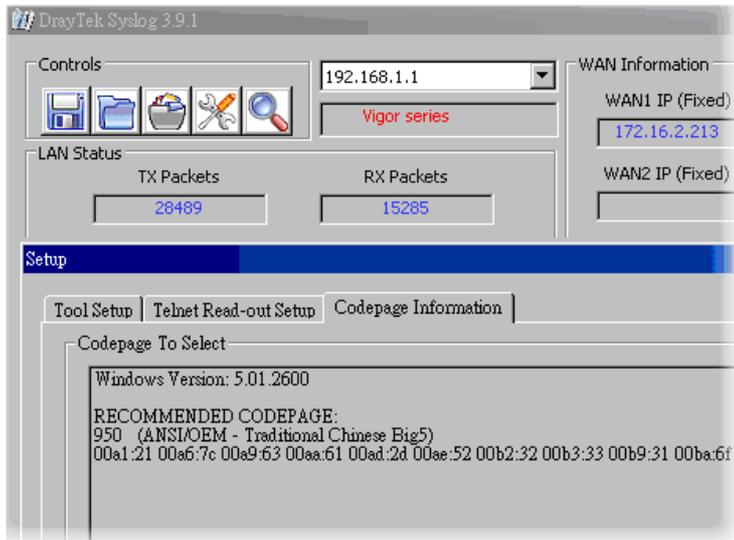 DrayTek Syslog 3.9.1
Controls
192.168.1.1
Vigor series
WAN Information
WAN1 IP (Fixed)
172.16.2.213
WAN2 IP (Fixed)
LAN Status
TX Packets
RX Packets
28489
15285
Setup
Tool Setup
Telnet Read-out Setup
Codepage Information
Codepage To Select
Windows Version: 5.01.2600
RECOMMENDED CODEPAGE:
950 (ANSI/OEM - Traditional Chinese Big5)
00a1:21 00a6:7c 00a9:63 00aa:61 00ad:2d 00ae:52 00b2:32 00b3:33 00b9:31 00ba:6f